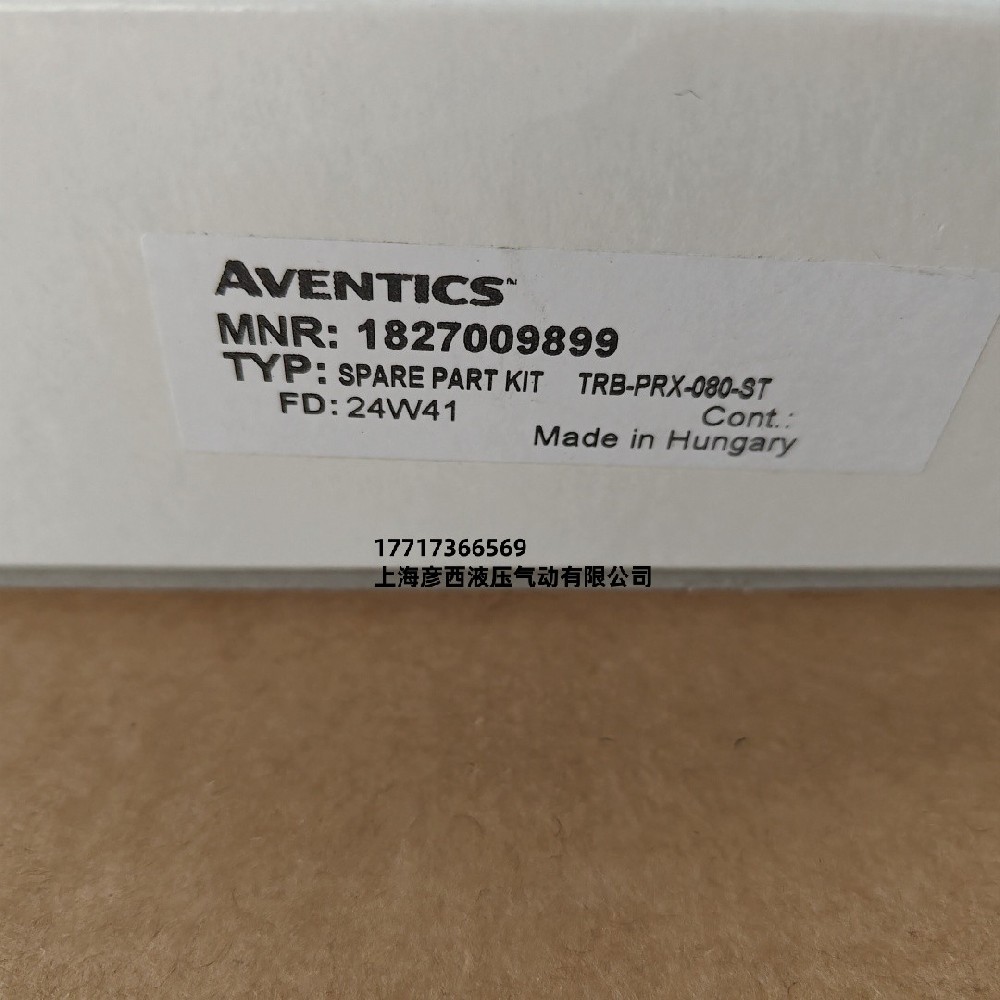 AVENTICS™
MNR: 1827009899
TYP: SPARE PART KIT TRB-PRX-080-ST
FD: 24W41
Cont.:
Made in Hungary
17717366569
上海彦西液压气动有限公司